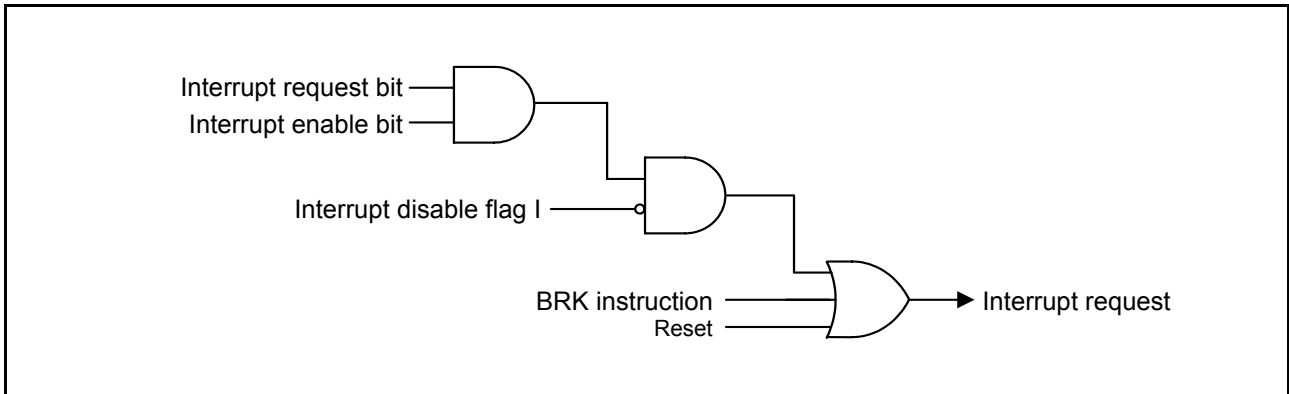 Interrupt request bit
Interrupt enable bit
Interrupt disable flag I
BRK instruction
Interrupt request
Reset